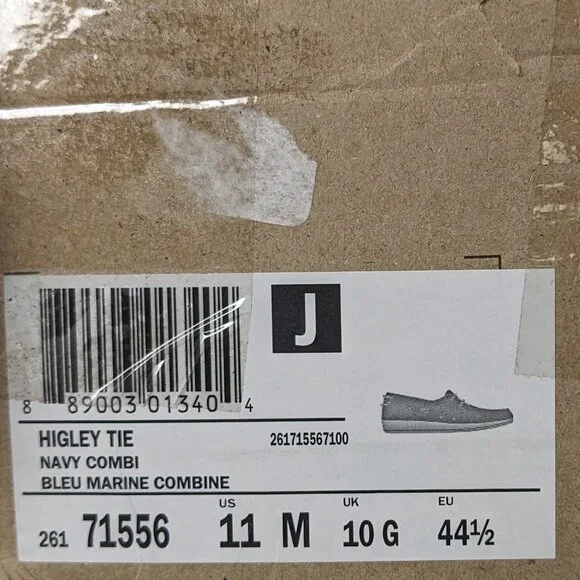 J
8 89003 01340 4
HIGLEY TIE
261715567100
NAVY COMBI
BLEU MARINE COMBINE
US UK EU
261 71556 11 M 10 G 44½